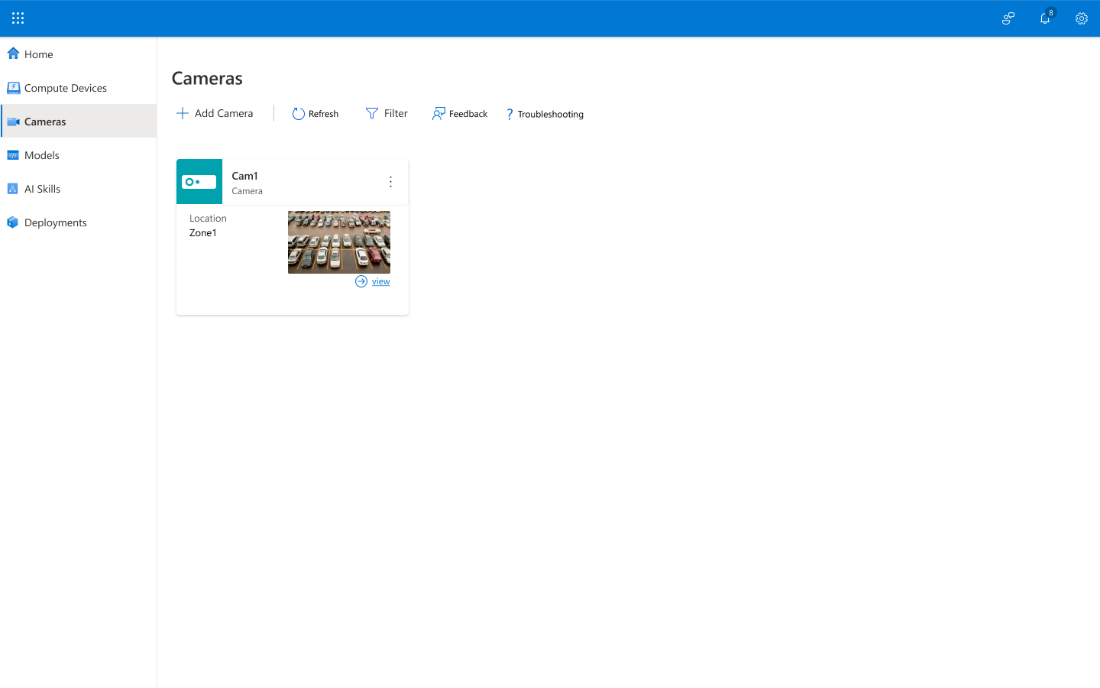 8
Home
Compute Devices
Cameras
Models
AI Skills
Deployments
Cameras
Add Camera
Refresh
Filter
Feedback
? Troubleshooting
Cam1
Camera
Location
Zone1
view